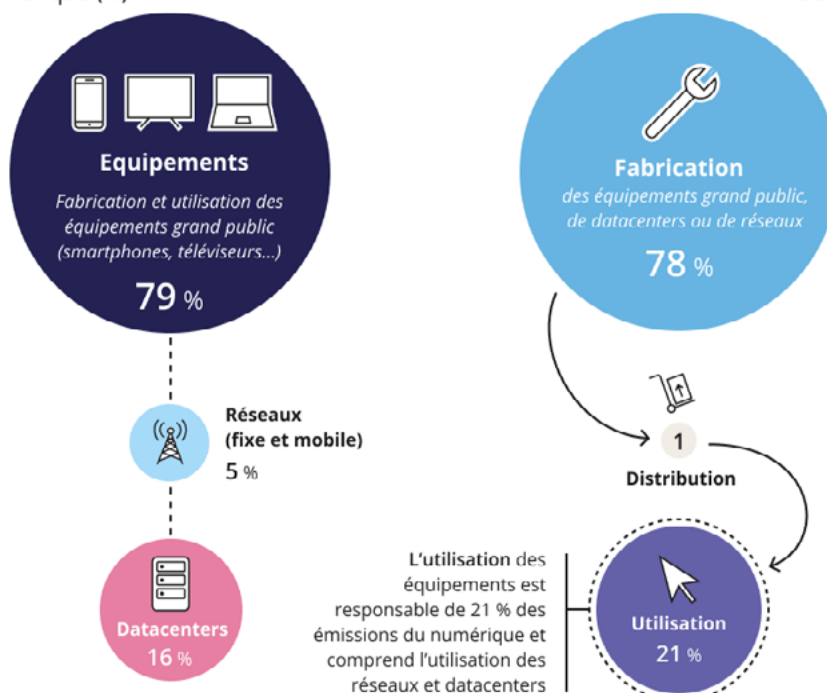 Equipements
Fabrication et utilisation des
équipements grand public
(smartphones, téléviseurs...)
79 %
Réseaux
(fixe et mobile)
5 %
Datacenters
16 %
Fabrication
des équipements grand public,
de datacenters ou de réseaux
78 %
1
Distribution
L'utilisation des
équipements est
responsable de 21 % des
émissions du numérique et
comprend l'utilisation des
réseaux et datacenters
Utilisation
21 %